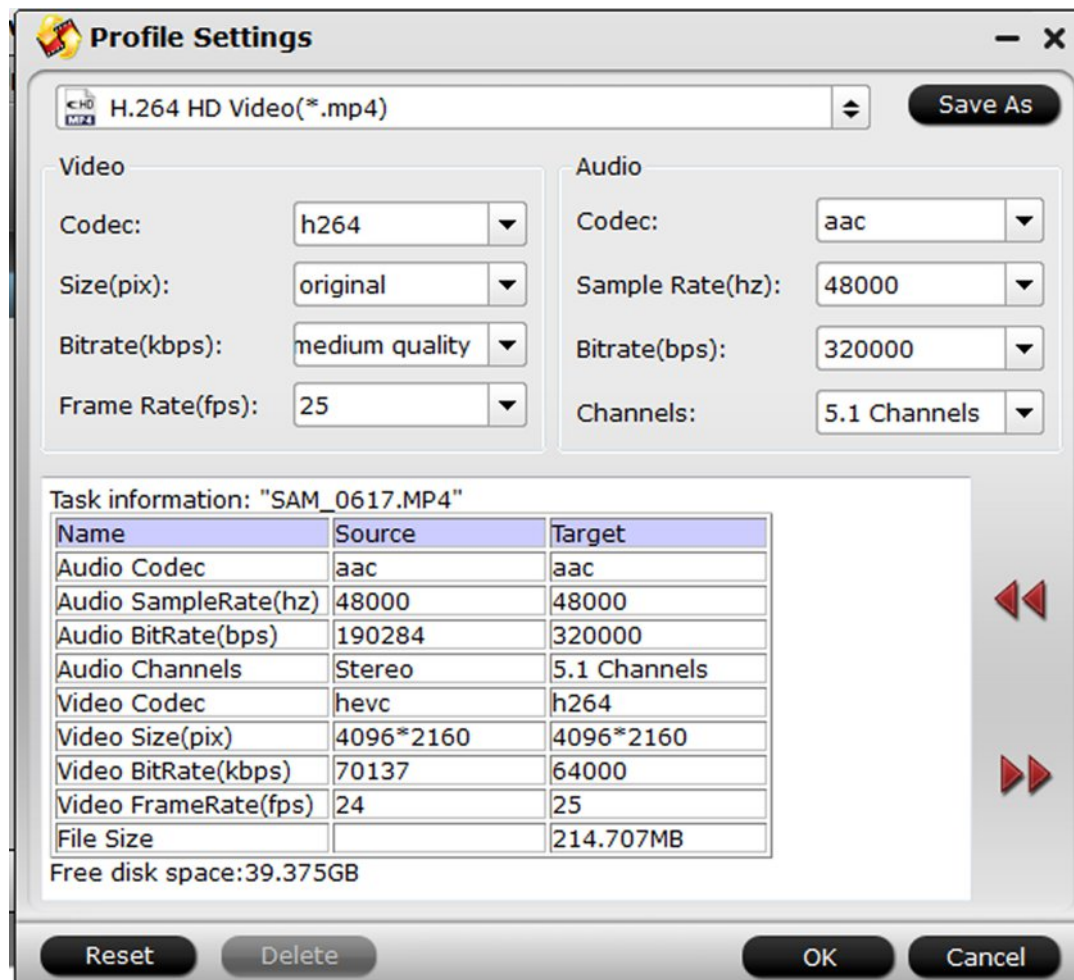 Profile Settings
HD
MP4
H.264 HD Video(*.mp4)
Save As
Video
Codec: h264
Size(pix): original
Bitrate(kbps): medium quality
Frame Rate(fps): 25
Audio
Codec: aac
Sample Rate(hz): 48000
Bitrate(bps): 320000
Channels: 5.1 Channels
Task information: "SAM_0617.MP4"
Name Source Target
Audio Codec aac aac
Audio SampleRate(hz) 48000 48000
Audio BitRate(bps) 190284 320000
Audio Channels Stereo 5.1 Channels
Video Codec hevc h264
Video Size(pix) 4096*2160 4096*2160
Video BitRate(kbps) 70137 64000
Video FrameRate(fps) 24 25
File Size 214.707MB
Free disk space:39.375GB
Reset Delete OK Cancel